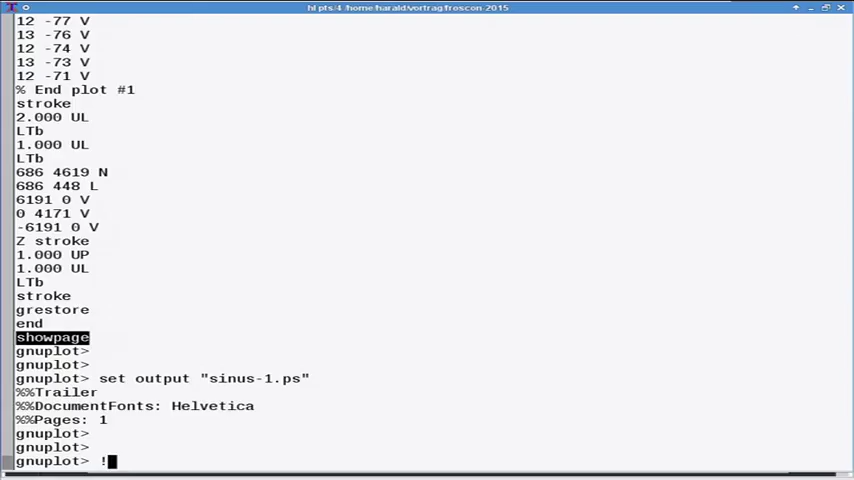 hl pts/4 /home/harald/vortrag/froscon-2015
12 -77 V
13 -76 V
12 -74 V
13 -73 V
12 -71 V
% End plot #1
stroke
2.000 UL
LTb
1.000 UL
LTb
686 4619 N
686 448 L
6191 0 V
0 4171 V
-6191 0 V
Z stroke
1.000 UP
1.000 UL
LTb
stroke
grestore
end
showpage
gnuplot>
gnuplot>
gnuplot> set output "sinus-1.ps"
%%Trailer
%%DocumentFonts: Helvetica
%%Pages: 1
gnuplot>
gnuplot>
gnuplot> !